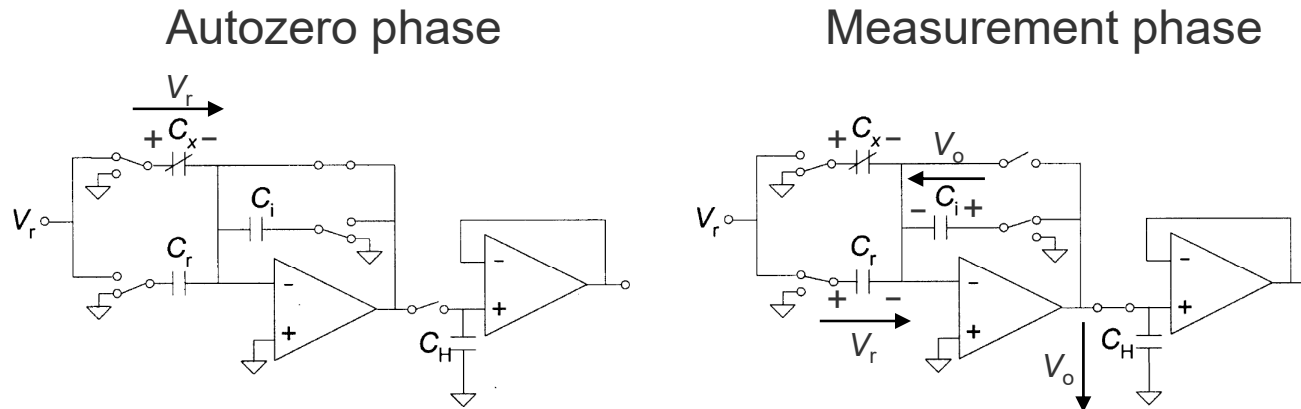 Autozero phase
Measurement phase
Vr
+ Cx −
Vr
Ci
Cr
−
+
CH
−
+
+ Cx −
Vo
Vr
− Ci +
Cr
+ −
Vr
−
+
Vo
CH
−
+